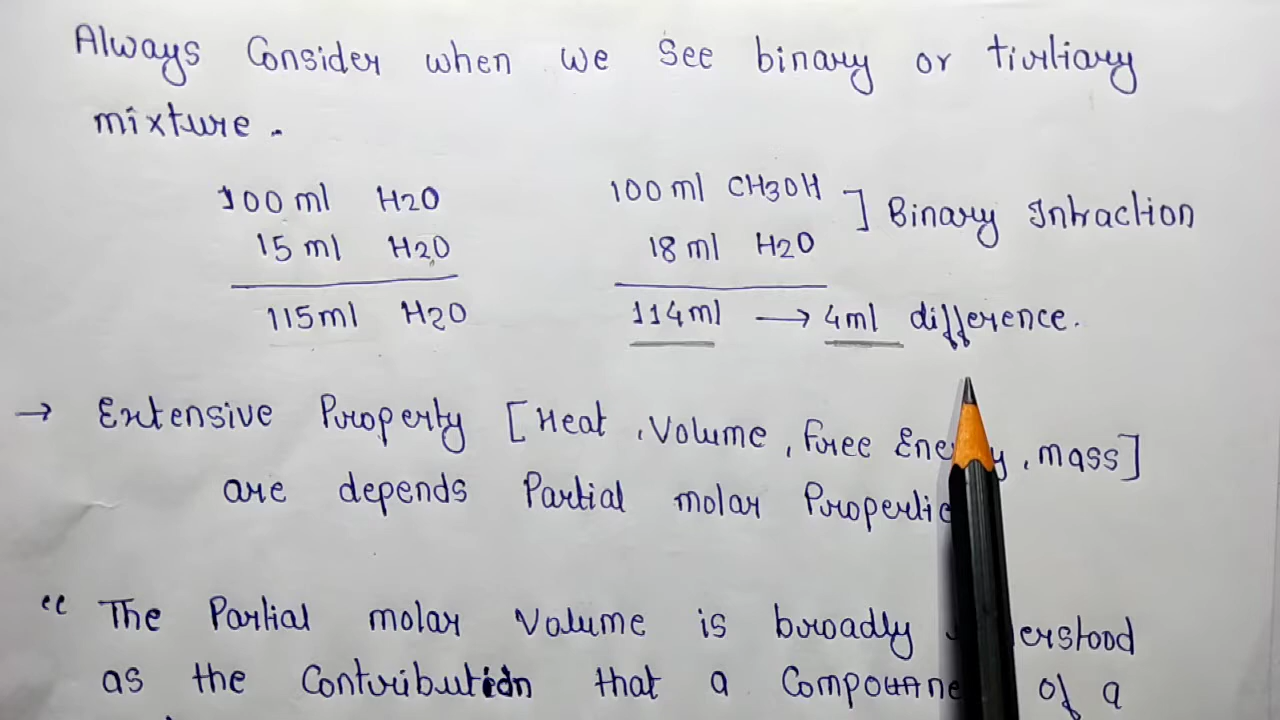 Always Consider when we see binary or tirtiary
mixture.
100 ml H2O
15 ml H2O
115ml H2O
100 ml CH3OH
18 ml H2O
] Binary Intraction
114ml → 4ml difference.
→ Extensive Property [Heat, Volume, Free Energy, mass]
are depends Partial molar
" The Partial molar Volume is broadly
as the Contribution that a of a